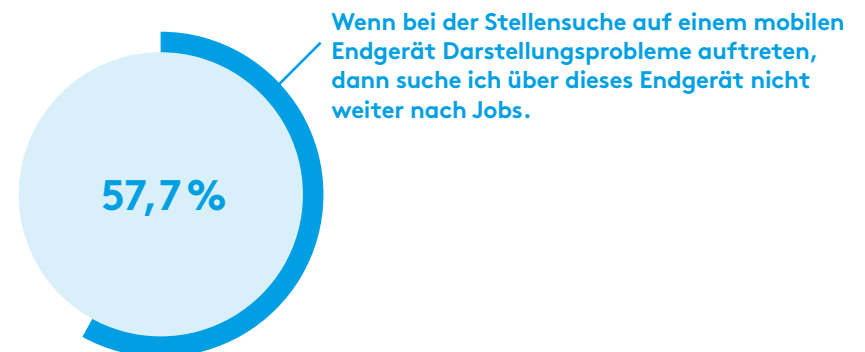 Wenn bei der Stellensuche auf einem mobilen
Endgerät Darstellungsprobleme auftreten,
dann suche ich über dieses Endgerät nicht
weiter nach Jobs.
57,7 %